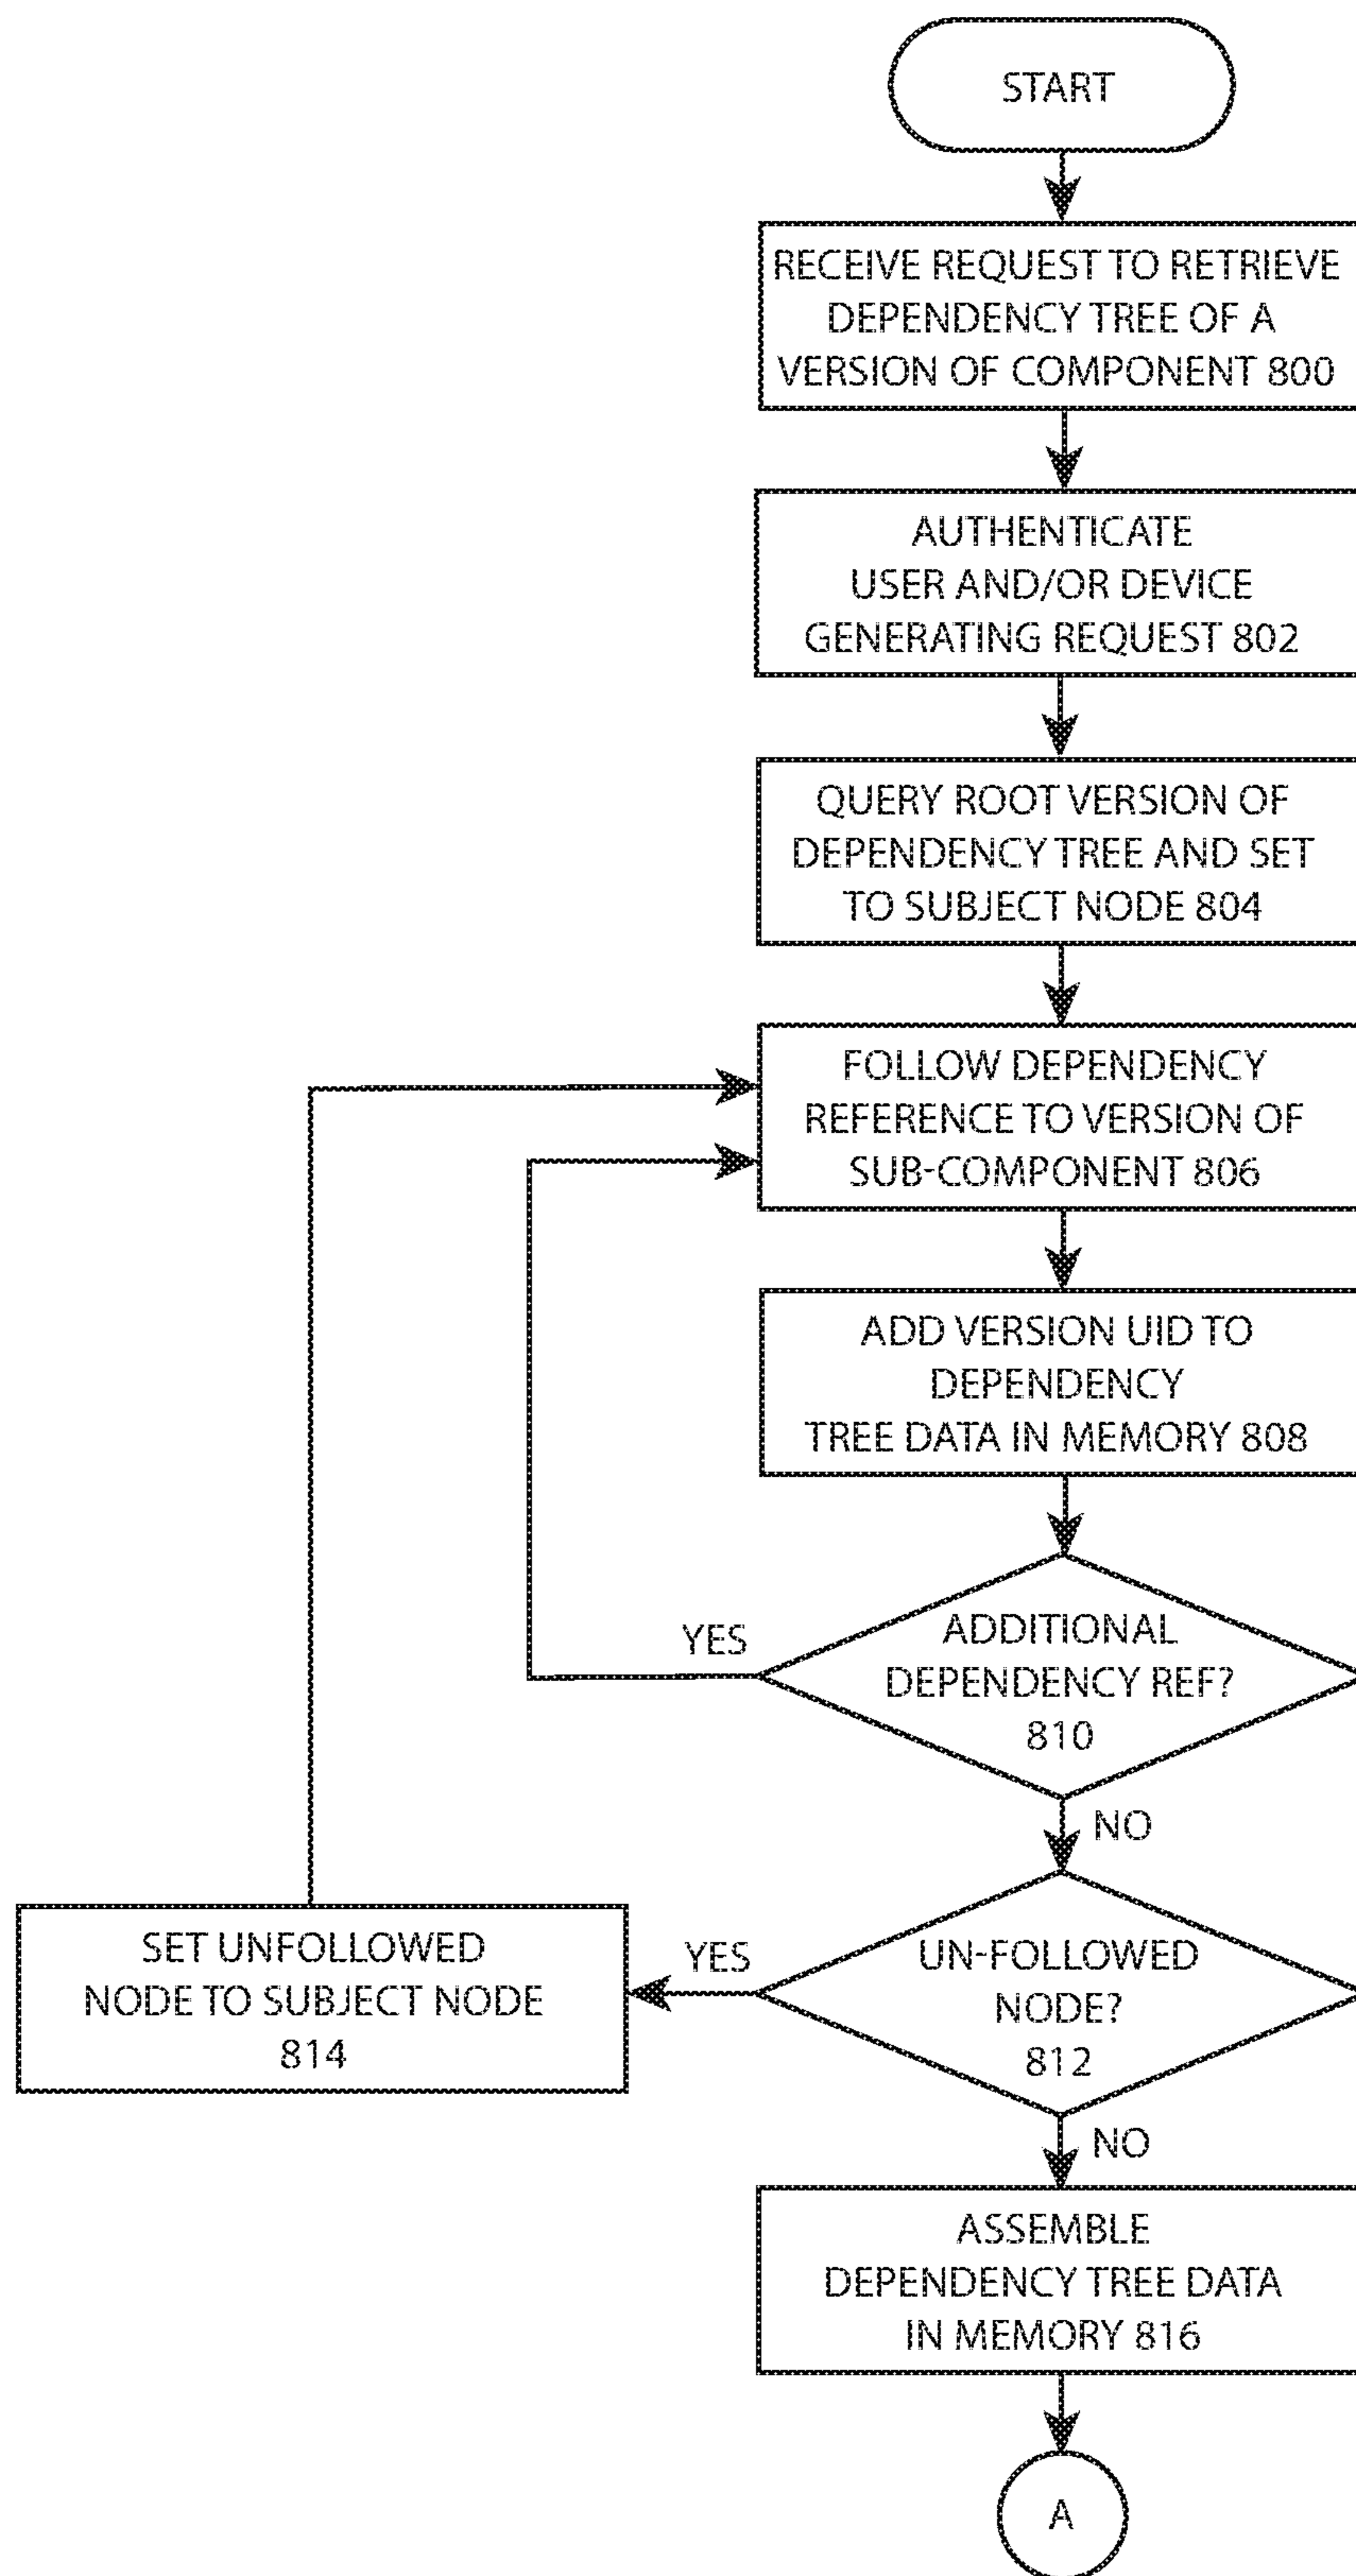 START
RECEIVE REQUEST TO RETRIEVE
DEPENDENCY TREE OF A
VERSION OF COMPONENT 800
AUTHENTICATE
USER AND/OR DEVICE
GENERATING REQUEST 802
QUERY ROOT VERSION OF
DEPENDENCY TREE AND SET
TO SUBJECT NODE 804
FOLLOW DEPENDENCY
REFERENCE TO VERSION OF
SUB-COMPONENT 806
ADD VERSION UID TO
DEPENDENCY
TREE DATA IN MEMORY 808
YES
ADDITIONAL
DEPENDENCY REF?
810
NO
SET UNFOLLOWED
NODE TO SUBJECT NODE
814
YES
UN-FOLLOWED
NODE?
812
NO
ASSEMBLE
DEPENDENCY TREE DATA
IN MEMORY 816
A